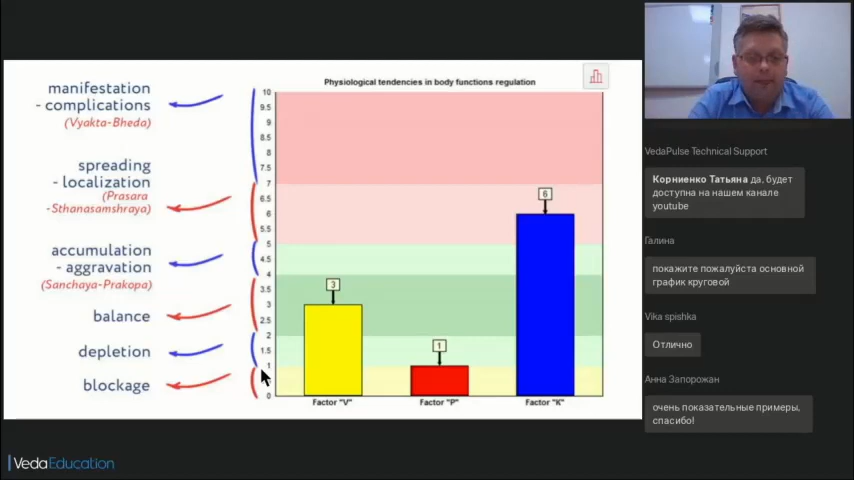 manifestation
- complications
(Vyakta-Bheda)
spreading
- localization
(Prasara
-Sthanasamshraya)
accumulation
- aggravation
(Sanchaya-Prakopa)
balance
depletion
blockage
Physiological tendencies in body functions regulation
10
9.5
9
8.5
8
7.5
7
6.5
6
5.5
5
4.5
4
3.5
3
2.5
2
1.5
1
0
3
1
6
Factor "V"
Factor "P"
Factor "K"
VedaEducation
VedaPulse Technical Support
Корниенко Татьяна да, будет
доступна на нашем канале
youtube
Галина
покажите пожалуйста основной
график круговой
Vika spishka
Отлично
Анна Запорожан
очень показательные примеры,
спасибо!